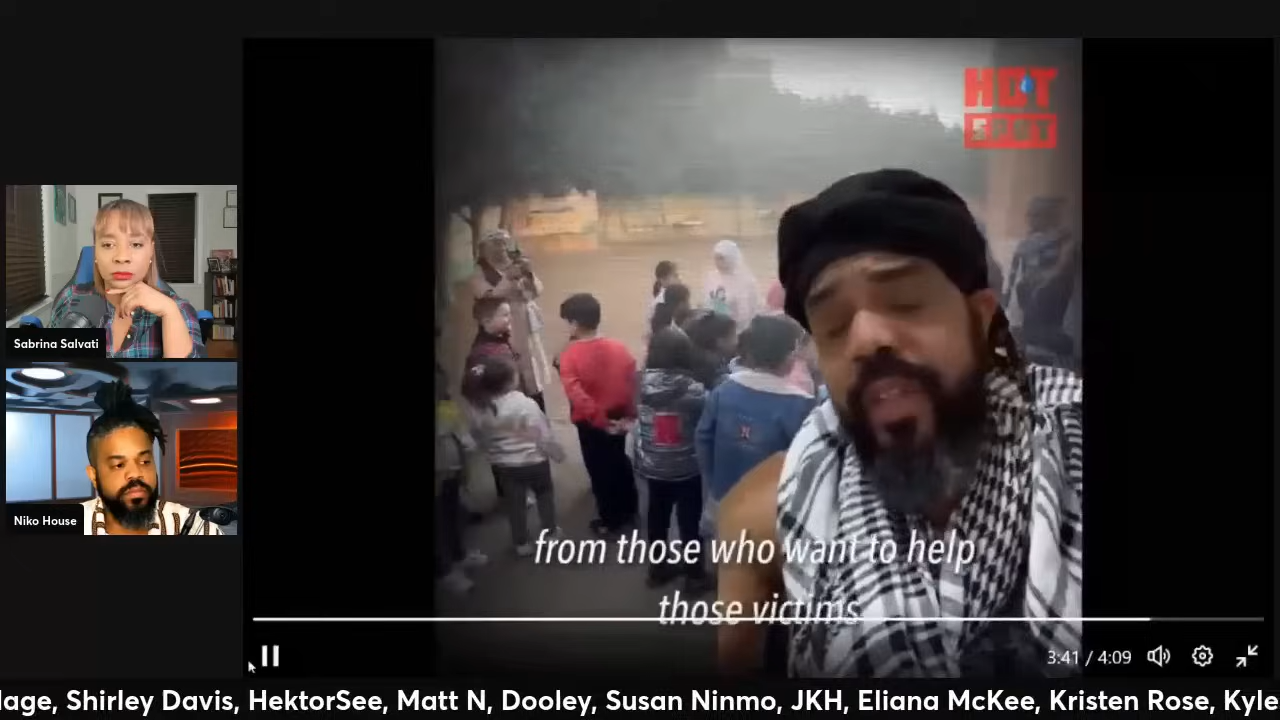 HOT
SPOT
Sabrina Salvati
Niko House
from those who want to help
those victims
3:41 / 4:09
lage, Shirley Davis, HektorSee, Matt N, Dooley, Susan Ninmo, JKH, Eliana McKee, Kristen Rose, Kyle